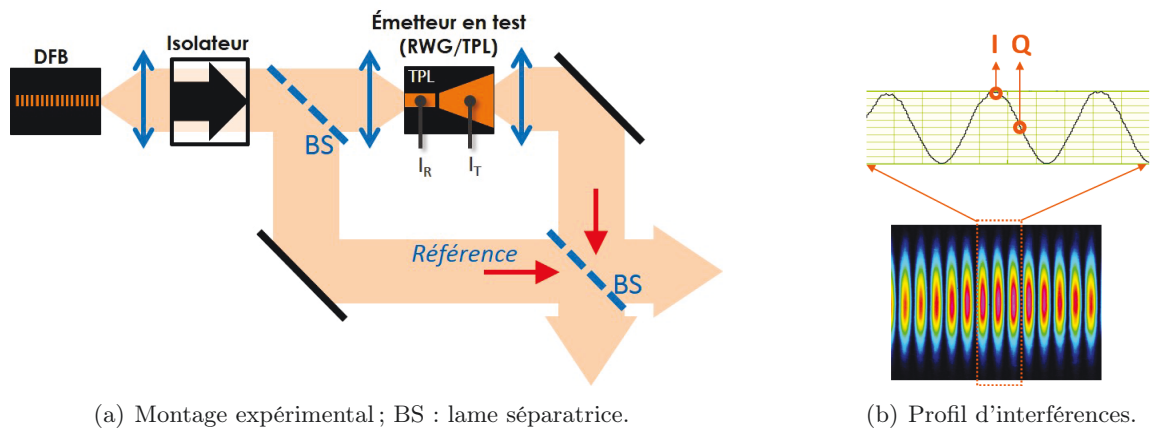 DFB
Isolateur
Émetteur en test
(RWG/TPL)
TPL
BS
I_R
I_T
Référence
BS
I
Q
(a) Montage expérimental ; BS : lame séparatrice.
(b) Profil d'interférences.